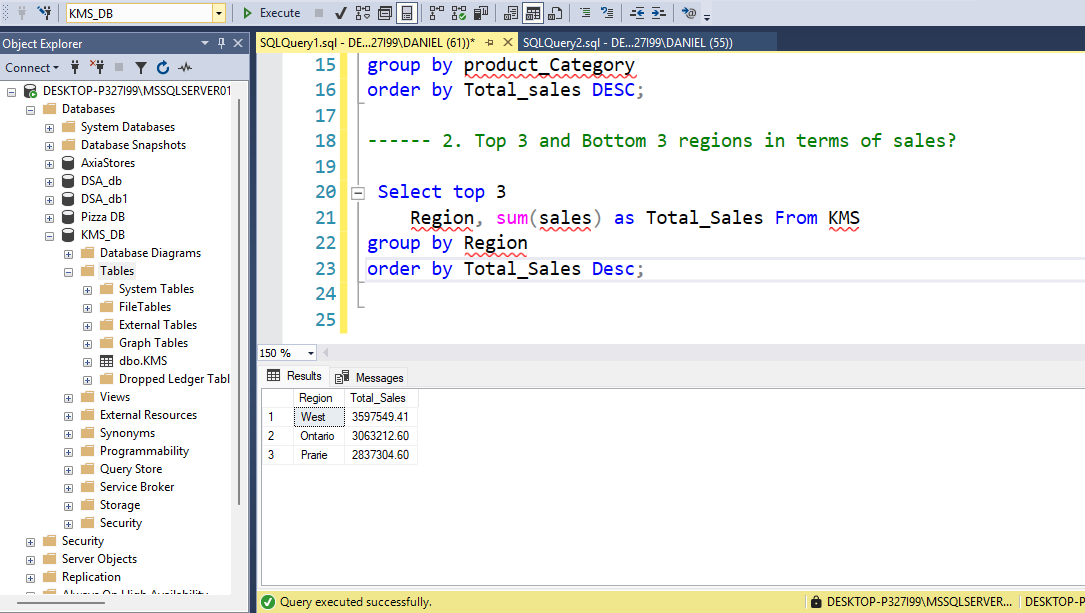 KMS_DB
Execute
Object Explorer
SQLQuery1.sql - DE...27I99\DANIEL (61))*
SQLQuery2.sql - DE...27I99\DANIEL (55))
Connect
DESKTOP-P327I99\MSSQLSERVER01
Databases
System Databases
Database Snapshots
AxiaStores
DSA_db
DSA_db1
Pizza DB
KMS_DB
Database Diagrams
Tables
System Tables
FileTables
External Tables
Graph Tables
dbo.KMS
Dropped Ledger Tabl
Views
External Resources
Synonyms
Programmability
Query Store
Service Broker
Storage
Security
Security
Server Objects
Replication
Always On High Availability
15 group by product_Category
16 order by Total_sales DESC;
17
18 ------ 2. Top 3 and Bottom 3 regions in terms of sales?
19
20 Select top 3
21 Region, sum(sales) as Total_Sales From KMS
22 group by Region
23 order by Total_Sales Desc;
24
25
150 %
Results Messages
Region Total_Sales
1 West 3597549.41
2 Ontario 3063212.60
3 Prarie 2837304.60
Query executed successfully.
DESKTOP-P327I99\MSSQLSERVER...
DESKTOP-P